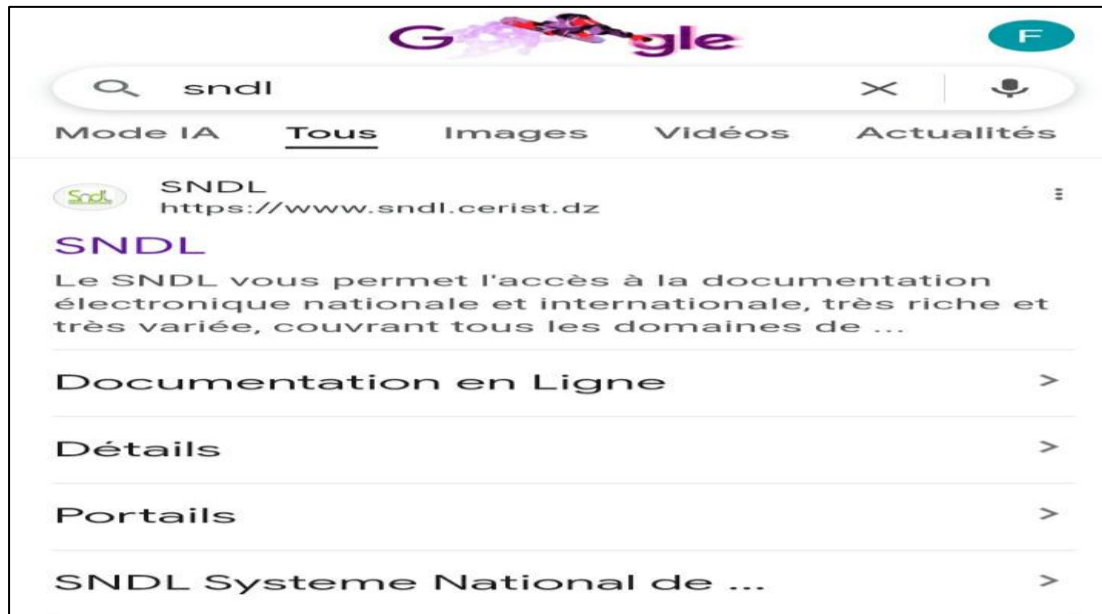 Google
F
sndl
Mode IA Tous Images Vidéos Actualités
Sndl
SNDL
https://www.sndl.cerist.dz
SNDL
Le SNDL vous permet l'accès à la documentation
électronique nationale et internationale, très riche et
très variée, couvrant tous les domaines de ...
Documentation en Ligne
Détails
Portails
SNDL Systeme National de ...